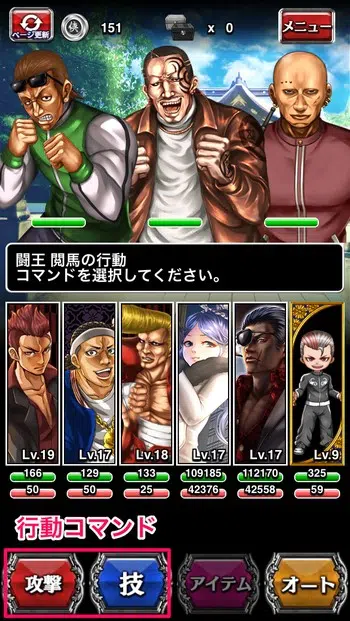 ページ更新
侠 151
x 0
メニュー
闘王 閻馬の行動
コマンドを選択してください。
Lv.19 Lv.17 Lv.18 Lv.17 Lv.17 Lv.9
166 129 133 109185 112170 325
50 50 25 42376 42558 59
行動コマンド
攻撃 技 アイテム オート